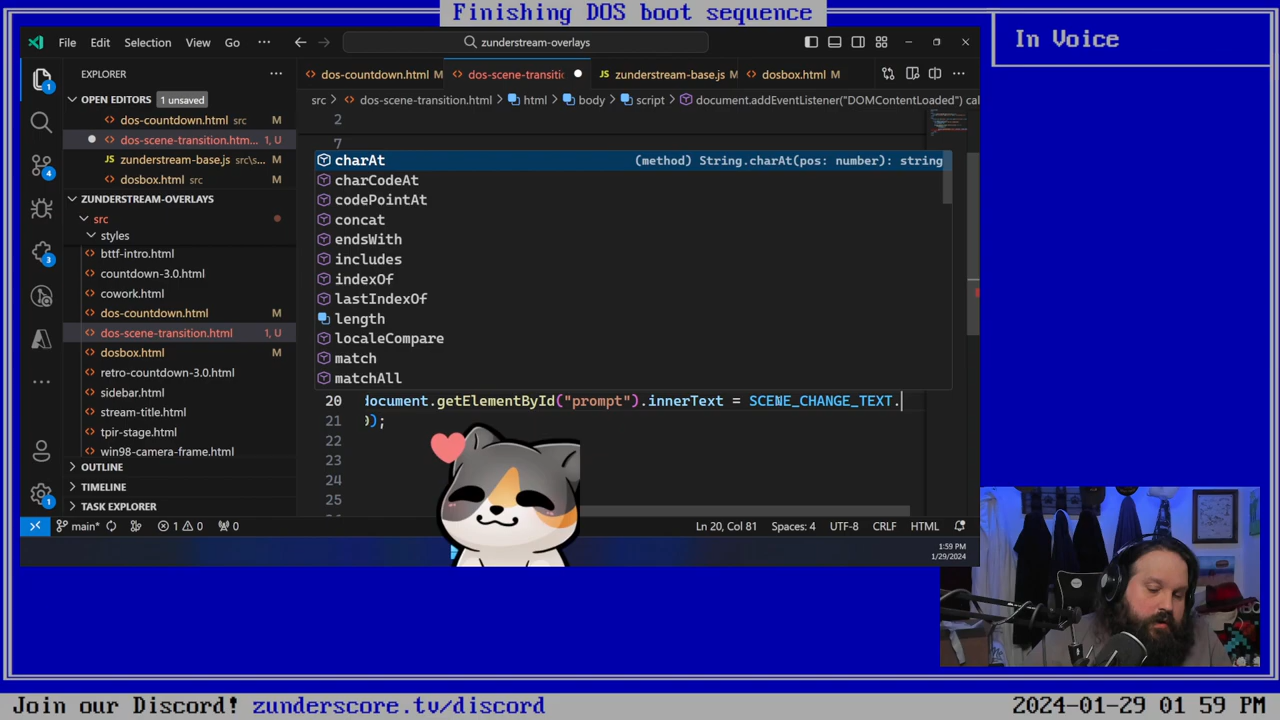 Finishing DOS boot sequence
In Voice
File Edit Selection View Go ··· zunderstream-overlays
EXPLORER ···
dos-countdown.html M dos-scene-transitic zunderstream-base.js M dosbox.html M ···
src > dos-scene-transition.html > html > body > script > document.addEventListener("DOMContentLoaded") cal
OPEN EDITORS 1 unsaved
dos-countdown.html src M
dos-scene-transition.htm... 1, U
zunderstream-base.js src\s... M
dosbox.html src M
ZUNDERSTREAM-OVERLAYS
src
styles
bttf-intro.html
countdown-3.0.html
cowork.html
dos-countdown.html M
dos-scene-transition.html 1, U
dosbox.html M
retro-countdown-3.0.html
sidebar.html
stream-title.html
tpir-stage.html
win98-camera-frame.html
OUTLINE
TIMELINE
TASK EXPLORER
2
7
charAt (method) String.charAt(pos: number): string
charCodeAt
codePointAt
concat
endsWith
includes
indexOf
lastIndexOf
length
localeCompare
match
matchAll
20 document.getElementById("prompt").innerText = SCENE_CHANGE_TEXT.
21 );
22
23
24
25
1
4
3
1
main* 1 0 0 Ln 20, Col 81 Spaces: 4 UTF-8 CRLF HTML
1:59 PM
1/29/2024
Join our Discord! zunderscore.tv/discord 2024-01-29 01 59 PM